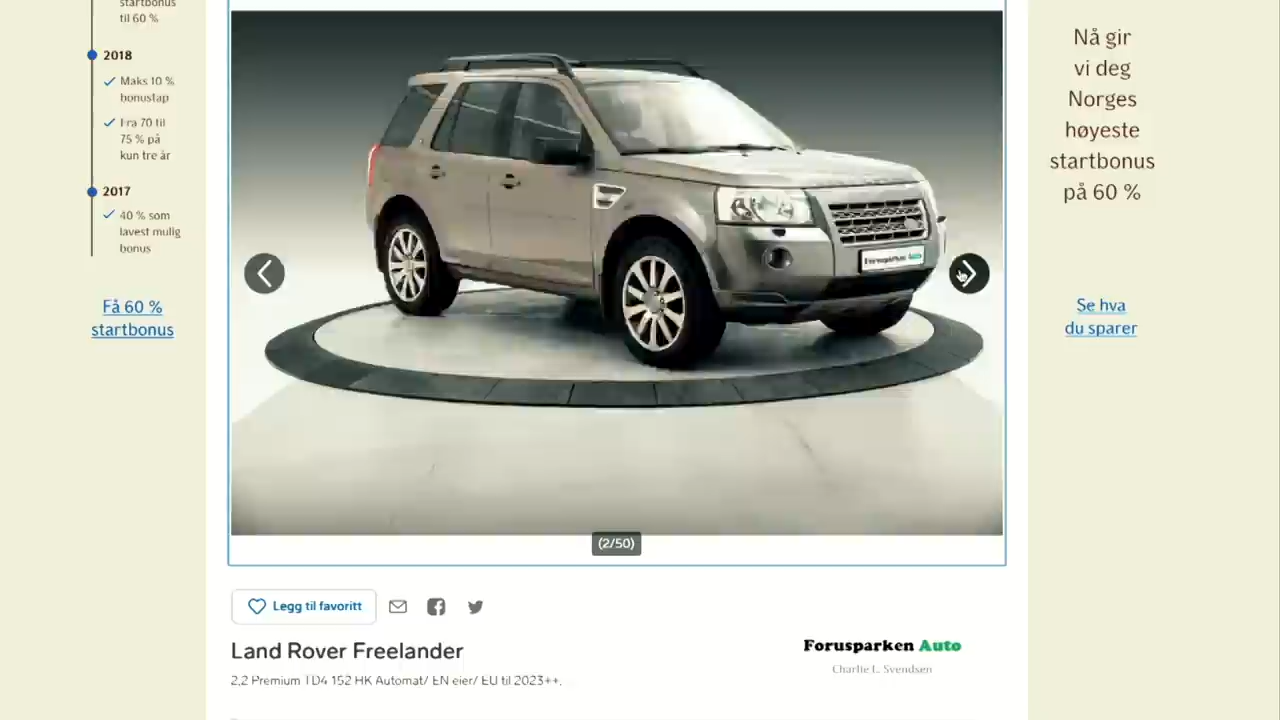 startbonus
til 60 %
2018
Maks 10 %
bonustap
Fra 70 til
75 % på
kun tre år
2017
40 % som
lavest mulig
bonus
Få 60 %
startbonus
Forusparken Auto
(2/50)
Nå gir
vi deg
Norges
høyeste
startbonus
på 60 %
Se hva
du sparer
Legg til favoritt
Land Rover Freelander
2,2 Premium TD4 152 HK Automat/ EN eier/ EU til 2023++.
Forusparken Auto
Charlie L. Svendsen